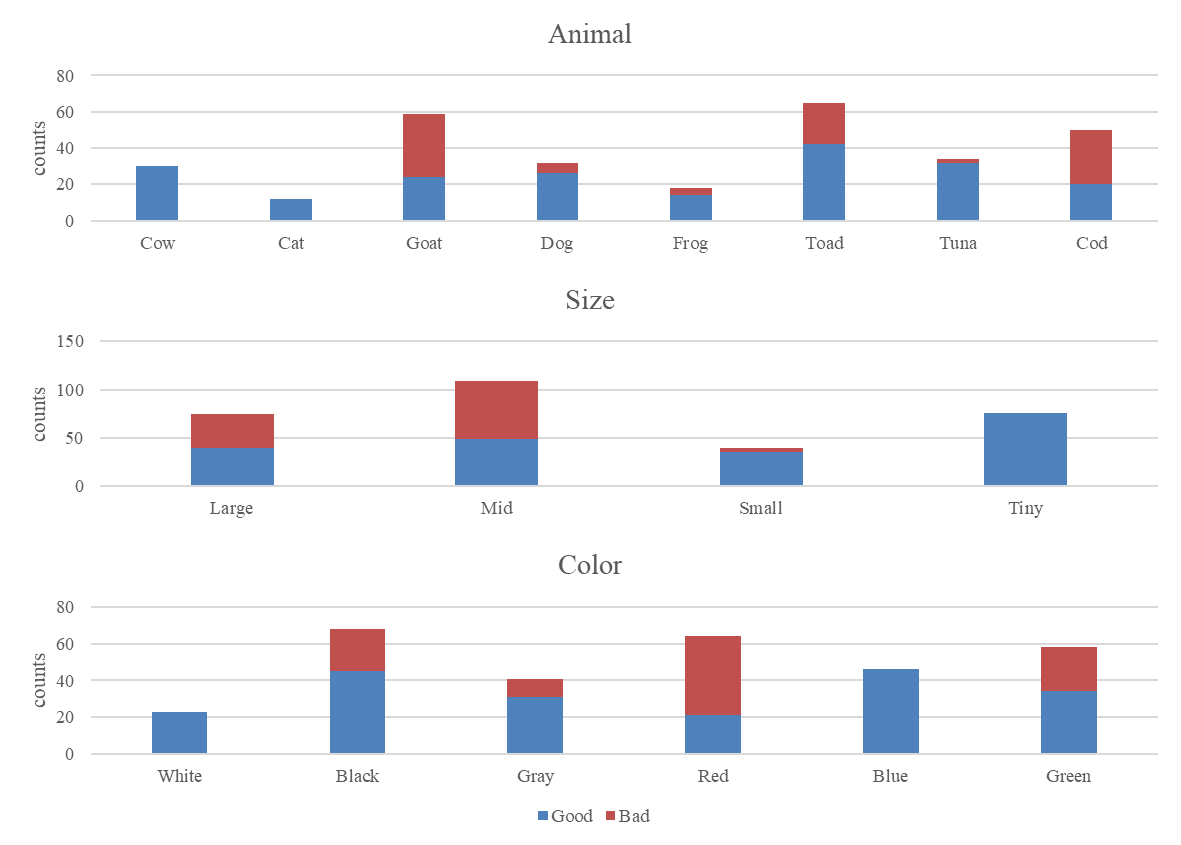 Animal
counts
80
60
40
20
0
Cow Cat Goat Dog Frog Toad Tuna Cod
Size
counts
150
100
50
0
Large Mid Small Tiny
Color
counts
80
60
40
20
0
White Black Gray Red Blue Green
Good Bad